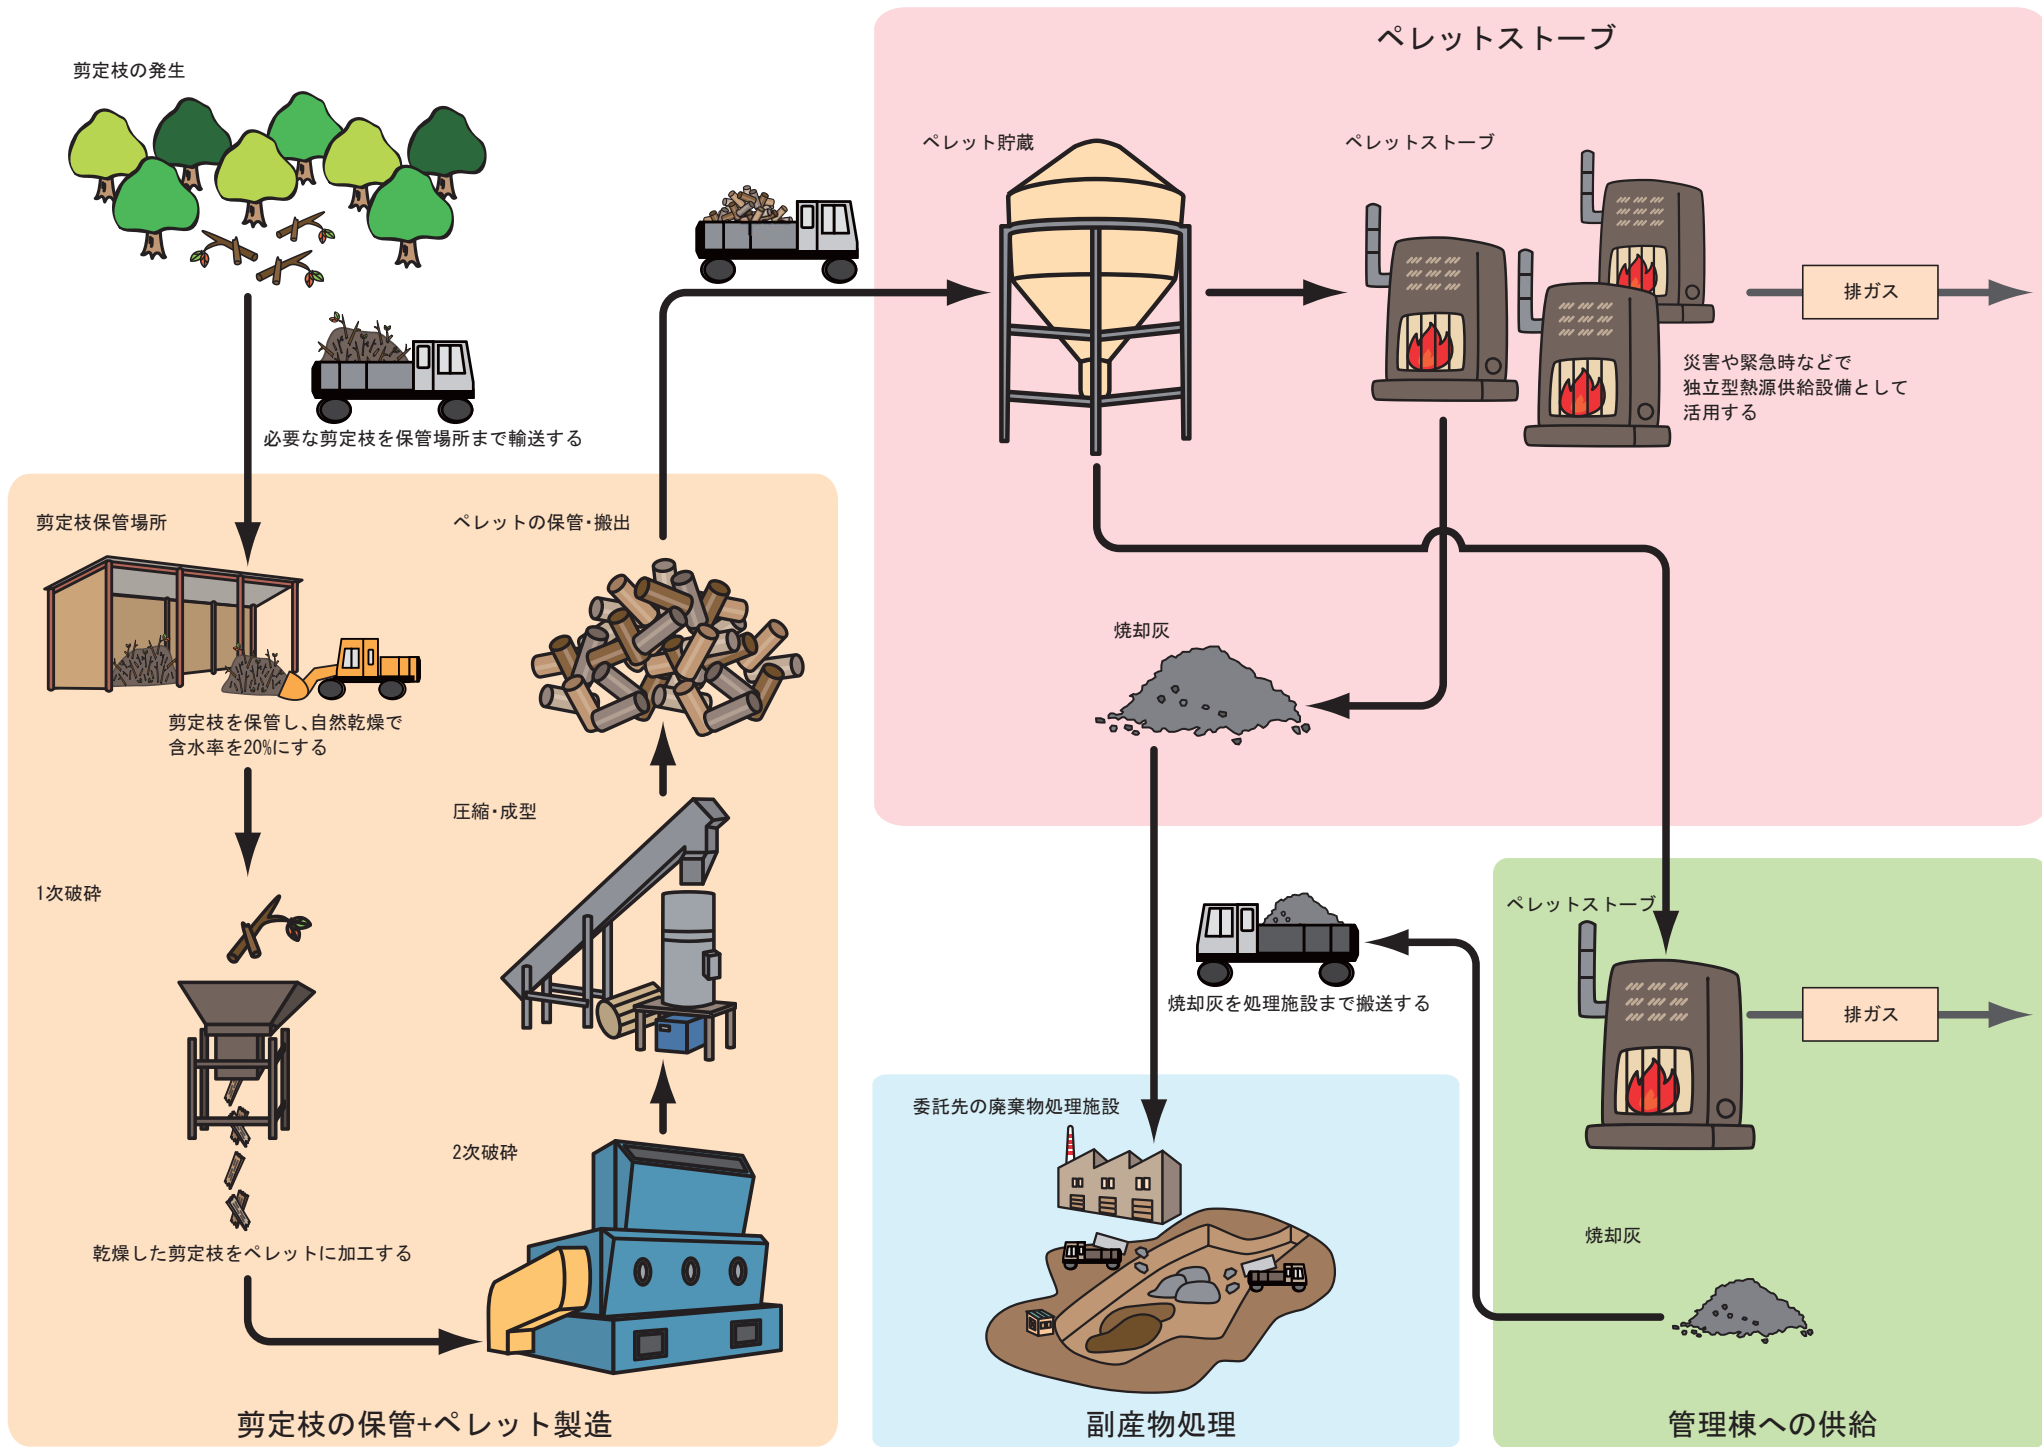 剪定枝の発生
必要な剪定枝を保管場所まで輸送する
剪定枝保管場所
剪定枝を保管し、自然乾燥で
含水率を20%にする
1次破砕
乾燥した剪定枝をペレットに加工する
2次破砕
圧縮・成型
ペレットの保管・搬出
剪定枝の保管+ペレット製造
ペレットストーブ
ペレット貯蔵
ペレットストーブ
排ガス
災害や緊急時などで
独立型熱源供給設備として
活用する
焼却灰
ペレットストーブ
排ガス
焼却灰
管理棟への供給
焼却灰を処理施設まで搬送する
委託先の廃棄物処理施設
副産物処理